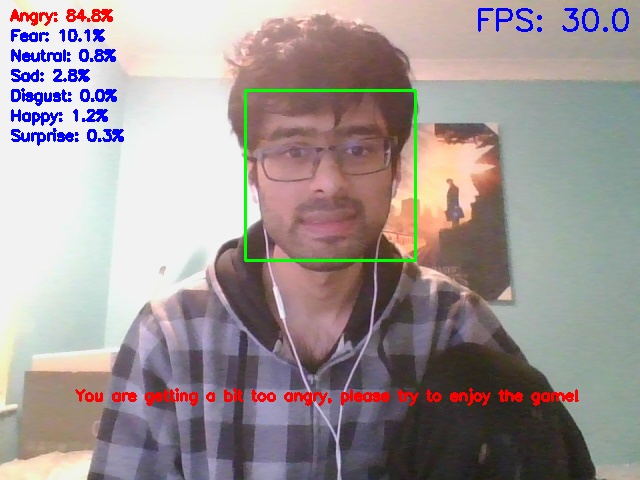 Angry: 84.8%
FPS: 30.0
Fear: 10.1%
Neutral: 0.8%
Sad: 2.8%
Disgust: 0.0%
Happy: 1.2%
Surprise: 0.3%
You are getting a bit too angry, please try to enjoy the game!